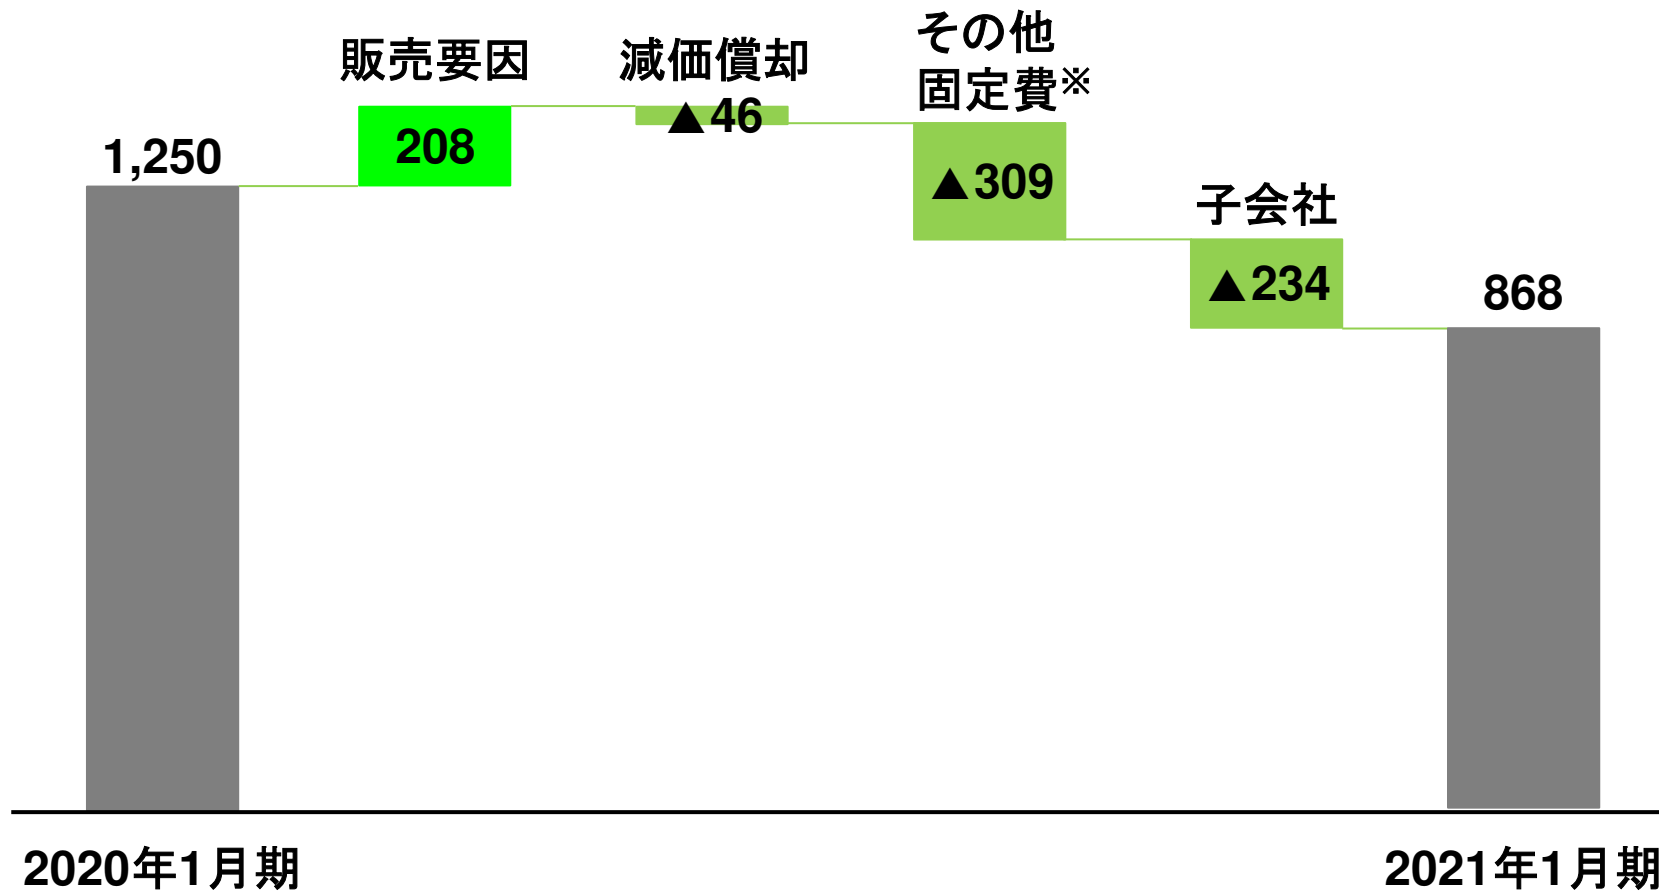 販売要因
減価償却
その他
固定費※
1,250
208
▲46
▲309
子会社
▲234
868
2020年1月期
2021年1月期